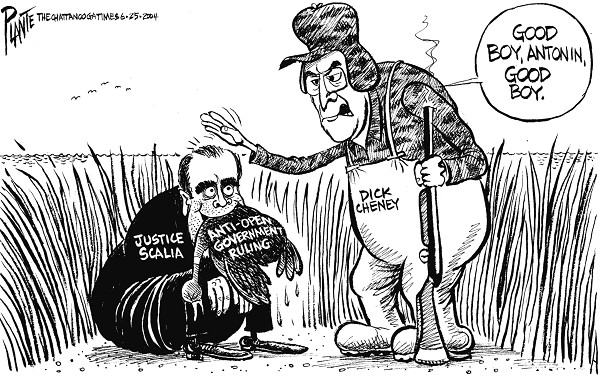 PLANTE THE CHATTANOOGA TIMES 6-25-2004
GOOD
BOY, ANTONIN,
GOOD
BOY.
DICK
CHENEY
JUSTICE
SCALIA
ANTI-OPEN
GOVERNMENT
RULING